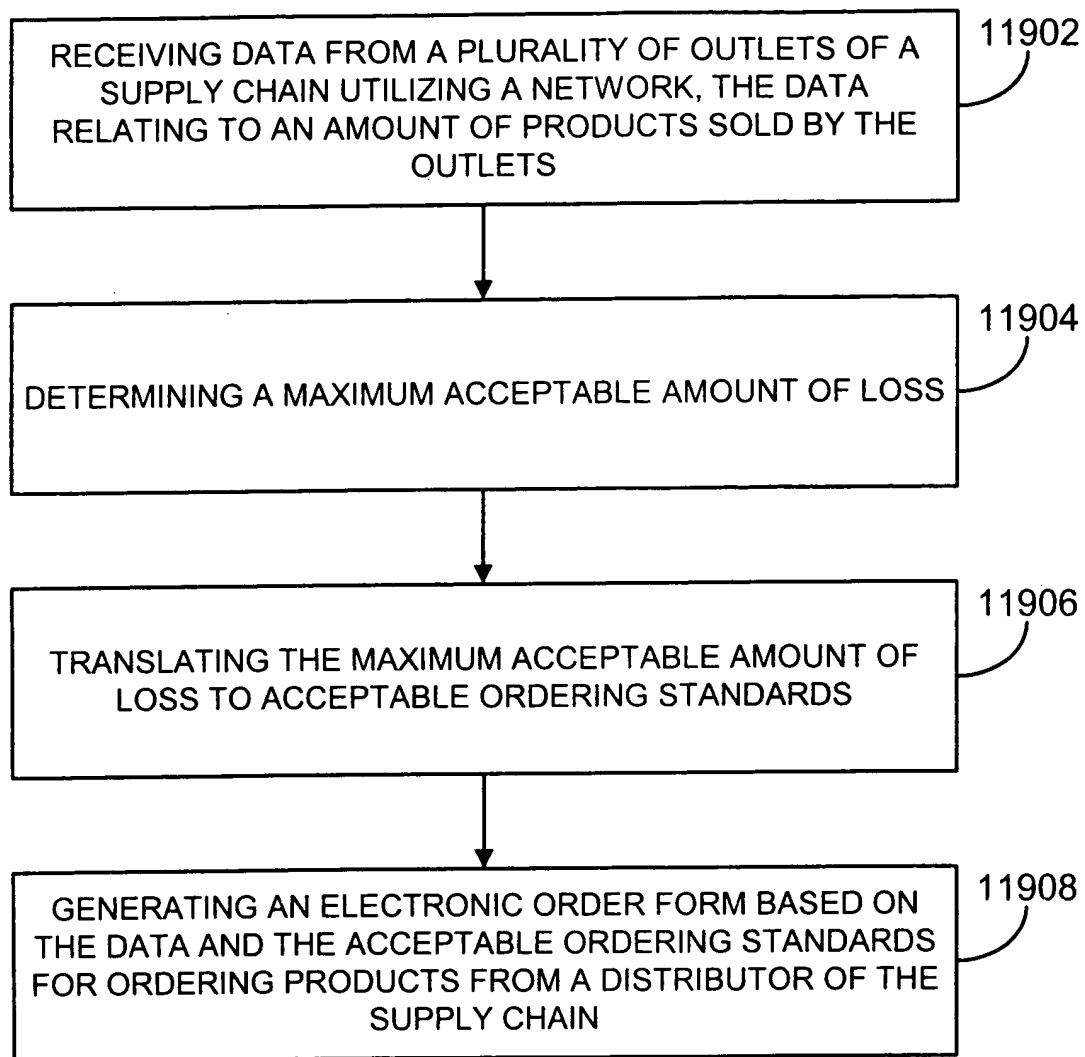 RECEIVING DATA FROM A PLURALITY OF OUTLETS OF A
SUPPLY CHAIN UTILIZING A NETWORK, THE DATA
RELATING TO AN AMOUNT OF PRODUCTS SOLD BY THE
OUTLETS
11902
DETERMINING A MAXIMUM ACCEPTABLE AMOUNT OF LOSS
11904
TRANSLATING THE MAXIMUM ACCEPTABLE AMOUNT OF
LOSS TO ACCEPTABLE ORDERING STANDARDS
11906
GENERATING AN ELECTRONIC ORDER FORM BASED ON
THE DATA AND THE ACCEPTABLE ORDERING STANDARDS
FOR ORDERING PRODUCTS FROM A DISTRIBUTOR OF THE
SUPPLY CHAIN
11908